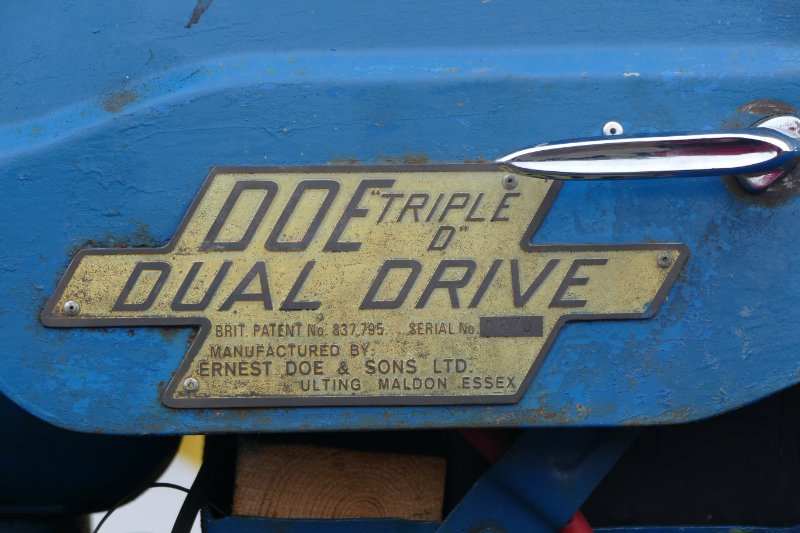 DOE "TRIPLE D"
DUAL DRIVE
BRIT. PATENT No. 837,795. SERIAL No
MANUFACTURED BY:
ERNEST DOE & SONS LTD.
ULTING MALDON ESSEX